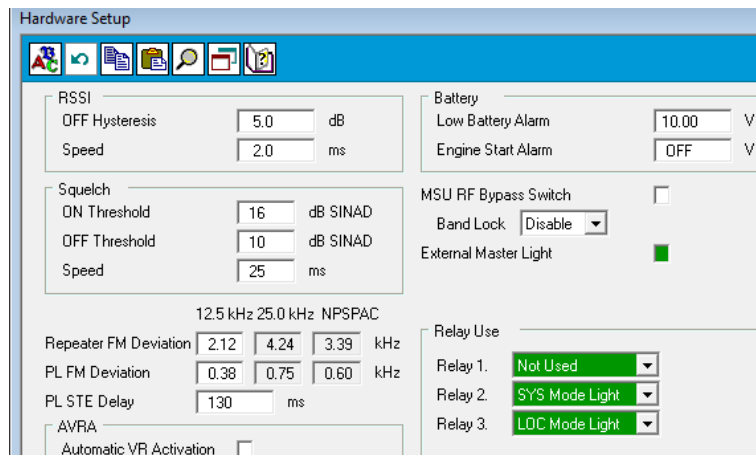 Hardware Setup
RSSI
OFF Hysteresis 5.0 dB
Speed 2.0 ms
Squelch
ON Threshold 16 dB SINAD
OFF Threshold 10 dB SINAD
Speed 25 ms
12.5 kHz 25.0 kHz NPSPAC
Repeater FM Deviation 2.12 4.24 3.39 kHz
PL FM Deviation 0.38 0.75 0.60 kHz
PL STE Delay 130 ms
AVRA
Automatic VR Activation
Battery
Low Battery Alarm 10.00 V
Engine Start Alarm OFF V
MSU RF Bypass Switch
Band Lock Disable
External Master Light
Relay Use
Relay 1. Not Used
Relay 2. SYS Mode Light
Relay 3. LOC Mode Light